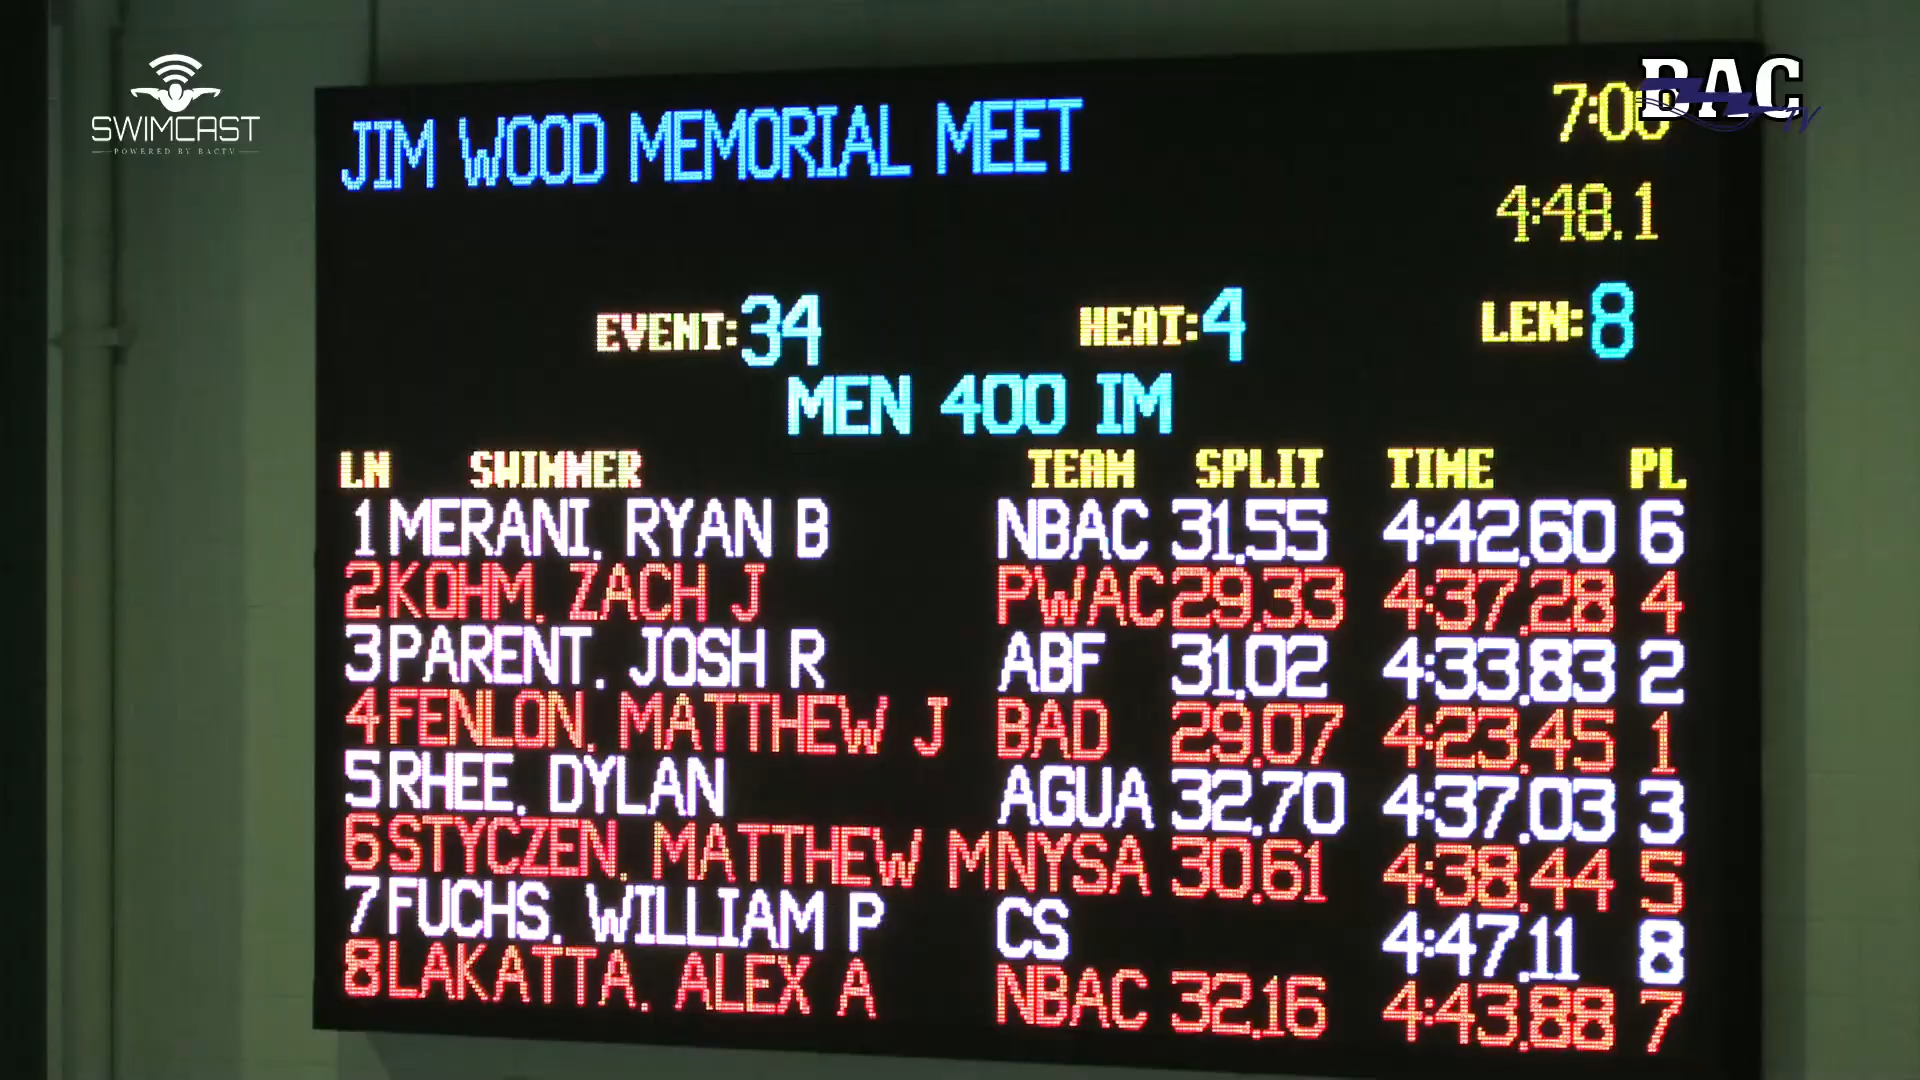 SWIMCAST
POWERED BY BACTV
BAC TV
JIM WOOD MEMORIAL MEET
4:48.1
EVENT:34 HEAT:4 LEN:8
MEN 400 IM
LN SWIMMER TEAM SPLIT TIME PL
1 MERANI, RYAN B NBAC 31.55 4:42.60 6
2 KOHM, ZACH J PWAC 29.33 4:37.28 4
3 PARENT, JOSH R ABF 31.02 4:33.83 2
4 FENLON, MATTHEW J BAD 29.07 4:23.45 1
5 RHEE, DYLAN AGUA 32.70 4:37.03 3
6 STYCZEN, MATTHEW M NYSA 30.61 4:38.44 5
7 FUCHS, WILLIAM P CS 4:47.11 8
8 LAKATTA, ALEX A NBAC 32.16 4:43.88 7